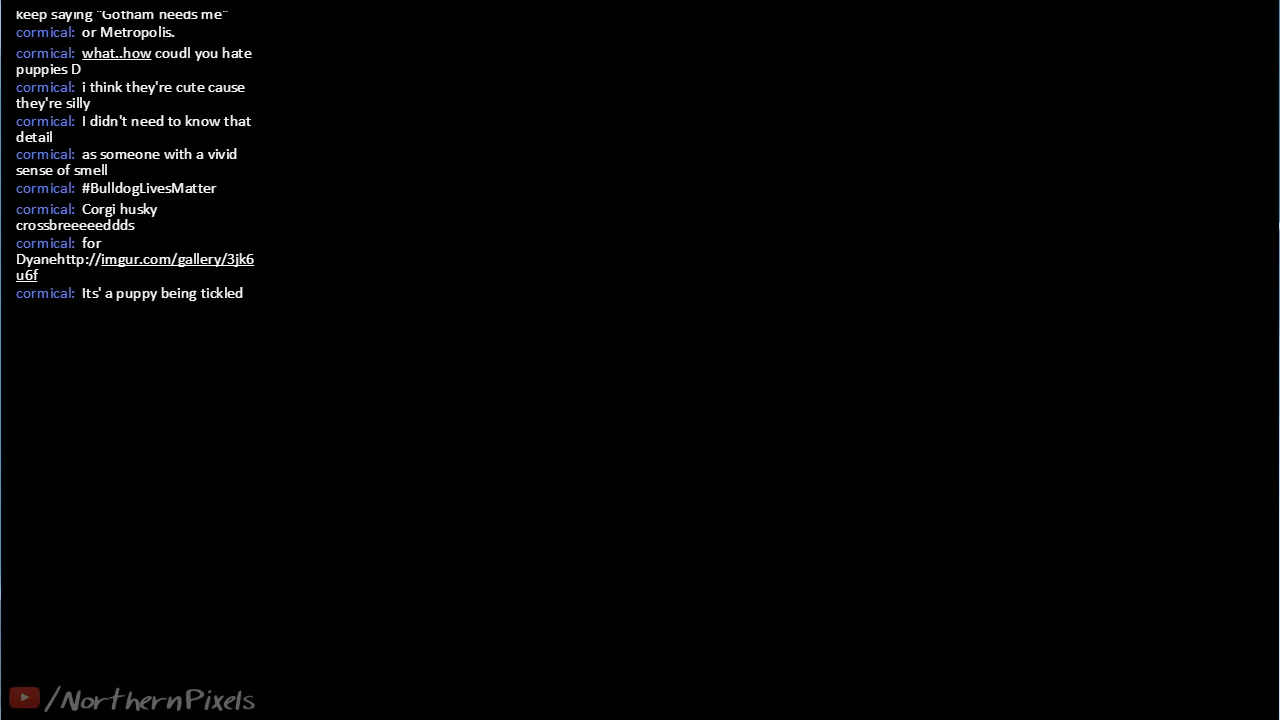 keep saying "Gotham needs me"
cormical: or Metropolis.
cormical: what..how coudl you hate
puppies D
cormical: i think they're cute cause
they're silly
cormical: I didn't need to know that
detail
cormical: as someone with a vivid
sense of smell
cormical: #BulldogLivesMatter
cormical: Corgi husky
crossbreeeeeddds
cormical: for
Dyanehttp://imgur.com/gallery/3jk6
u6f
cormical: Its' a puppy being tickled
/NorthernPixels